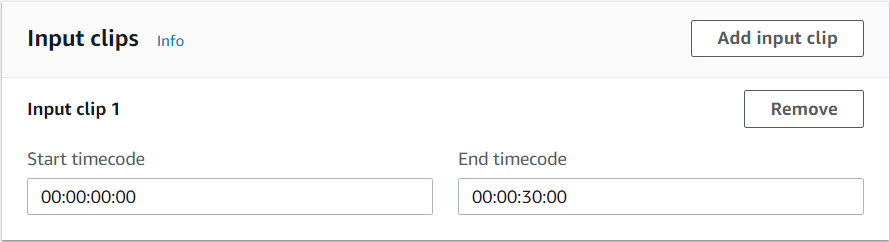 Input clips Info Add input clip
Input clip 1 Remove
Start timecode End timecode
00:00:00:00 00:00:30:00